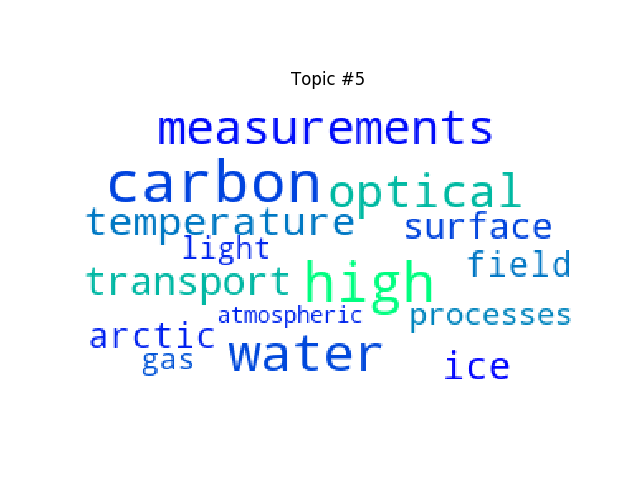 Topic #5
measurements
carbon optical
temperature surface
light field
transport high
atmospheric processes
arctic water
gas ice